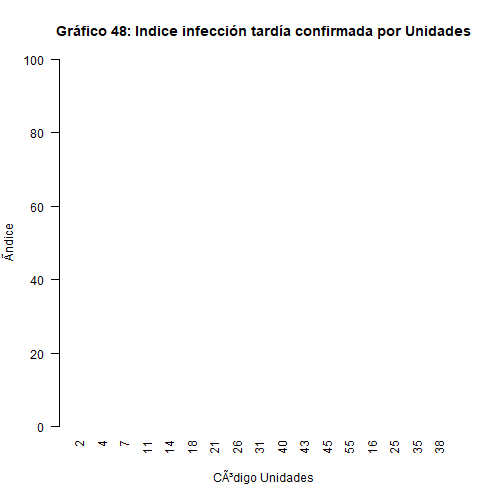 Gráfico 48: Indice infección tardía confirmada por Unidades
100
80
60
40
20
0
Ãndice
2 4 7 11 14 18 21 26 31 40 43 45 55 16 25 35 38
CÃ³digo Unidades